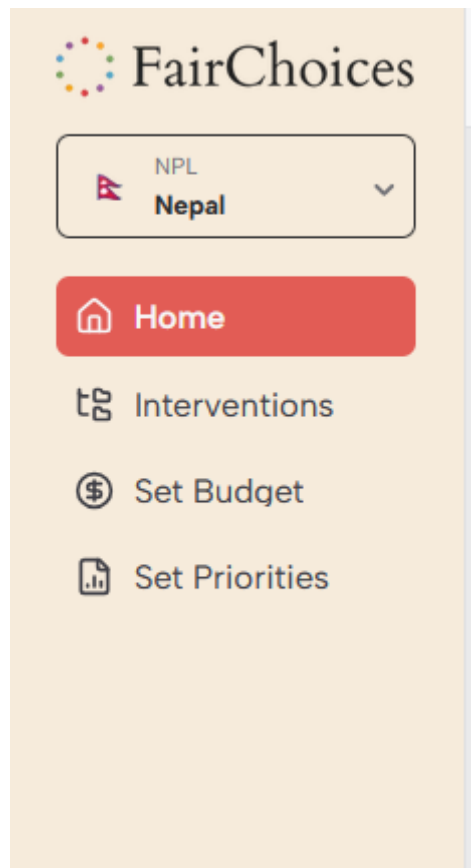 FairChoices
NPL
Nepal
Home
Interventions
Set Budget
Set Priorities